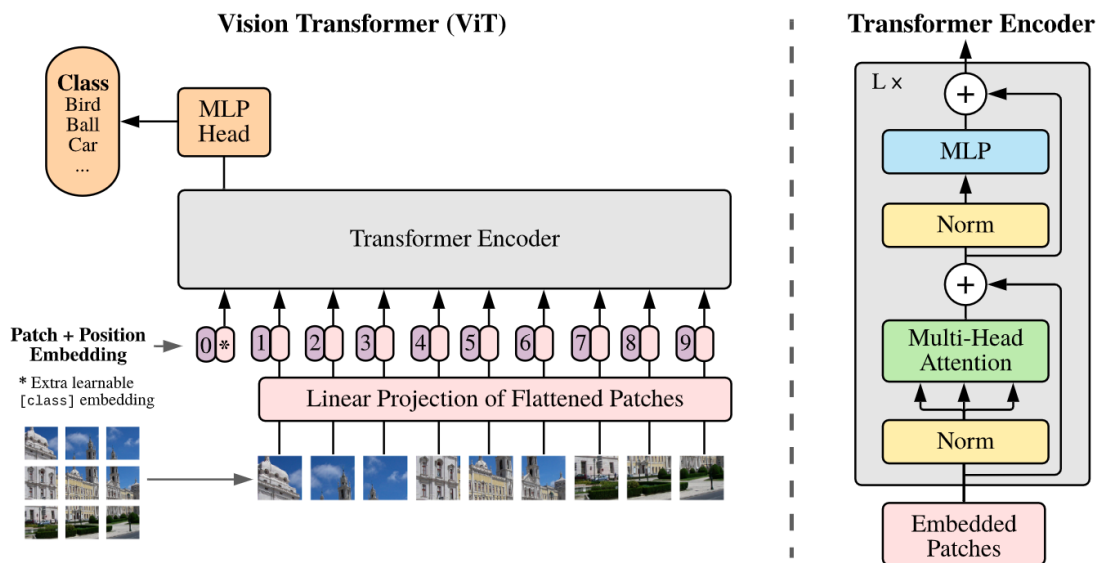 Vision Transformer (ViT)
Class
Bird
Ball
Car
...
MLP
Head
Transformer Encoder
Patch + Position
Embedding
0 * 1 2 3 4 5 6 7 8 9
* Extra learnable
[class] embedding
Linear Projection of Flattened Patches
Transformer Encoder
L x
+
MLP
Norm
+
Multi-Head
Attention
Norm
Embedded
Patches